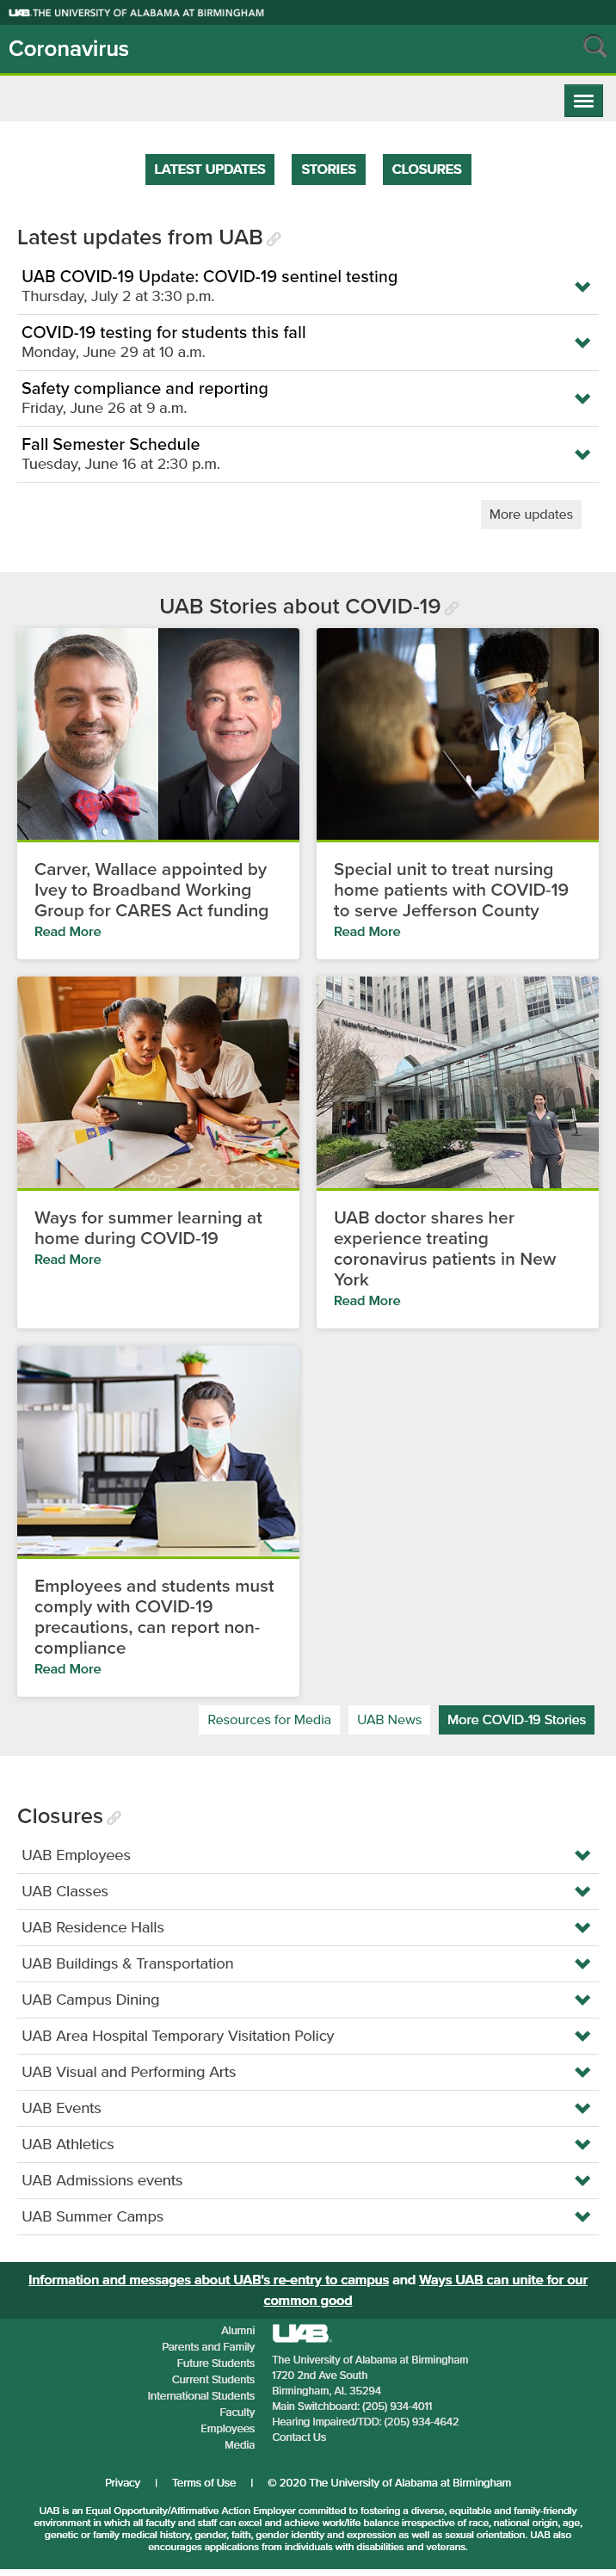 UAB THE UNIVERSITY OF ALABAMA AT BIRMINGHAM
Coronavirus
LATEST UPDATES
STORIES
CLOSURES
Latest updates from UAB
UAB COVID-19 Update: COVID-19 sentinel testing
Thursday, July 2 at 3:30 p.m.
COVID-19 testing for students this fall
Monday, June 29 at 10 a.m.
Safety compliance and reporting
Friday, June 26 at 9 a.m.
Fall Semester Schedule
Tuesday, June 16 at 2:30 p.m.
More updates
UAB Stories about COVID-19
Carver, Wallace appointed by
Ivey to Broadband Working
Group for CARES Act funding
Read More
Special unit to treat nursing
home patients with COVID-19
to serve Jefferson County
Read More
NewYork-Presbyterian
Ways for summer learning at
home during COVID-19
Read More
UAB doctor shares her
experience treating
coronavirus patients in New
York
Read More
Employees and students must
comply with COVID-19
precautions, can report non-
compliance
Read More
Resources for Media
UAB News
More COVID-19 Stories
Closures
UAB Employees
UAB Classes
UAB Residence Halls
UAB Buildings & Transportation
UAB Campus Dining
UAB Area Hospital Temporary Visitation Policy
UAB Visual and Performing Arts
UAB Events
UAB Athletics
UAB Admissions events
UAB Summer Camps
Information and messages about UAB's re-entry to campus and Ways UAB can unite for our
common good
Alumni
Parents and Family
Future Students
Current Students
International Students
Faculty
Employees
Media
UAB
The University of Alabama at Birmingham
1720 2nd Ave South
Birmingham, AL 35294
Main Switchboard: (205) 934-4011
Hearing Impaired/TDD: (205) 934-4642
Contact Us
Privacy | Terms of Use | © 2020 The University of Alabama at Birmingham
UAB is an Equal Opportunity/Affirmative Action Employer committed to fostering a diverse, equitable and family-friendly
environment in which all faculty and staff can excel and achieve work/life balance irrespective of race, national origin, age,
genetic or family medical history, gender, faith, gender identity and expression as well as sexual orientation. UAB also
encourages applications from individuals with disabilities and veterans.